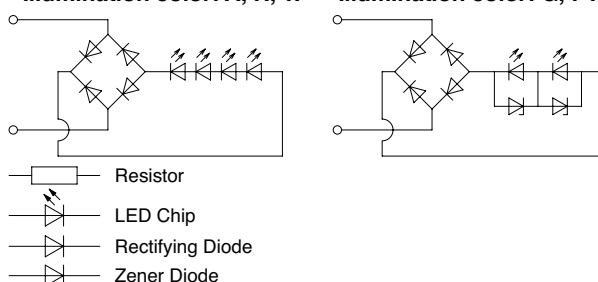 Illumination color:
Illumination color:
Resistor
LED Chip
Rectifying Diode
Zener Diode